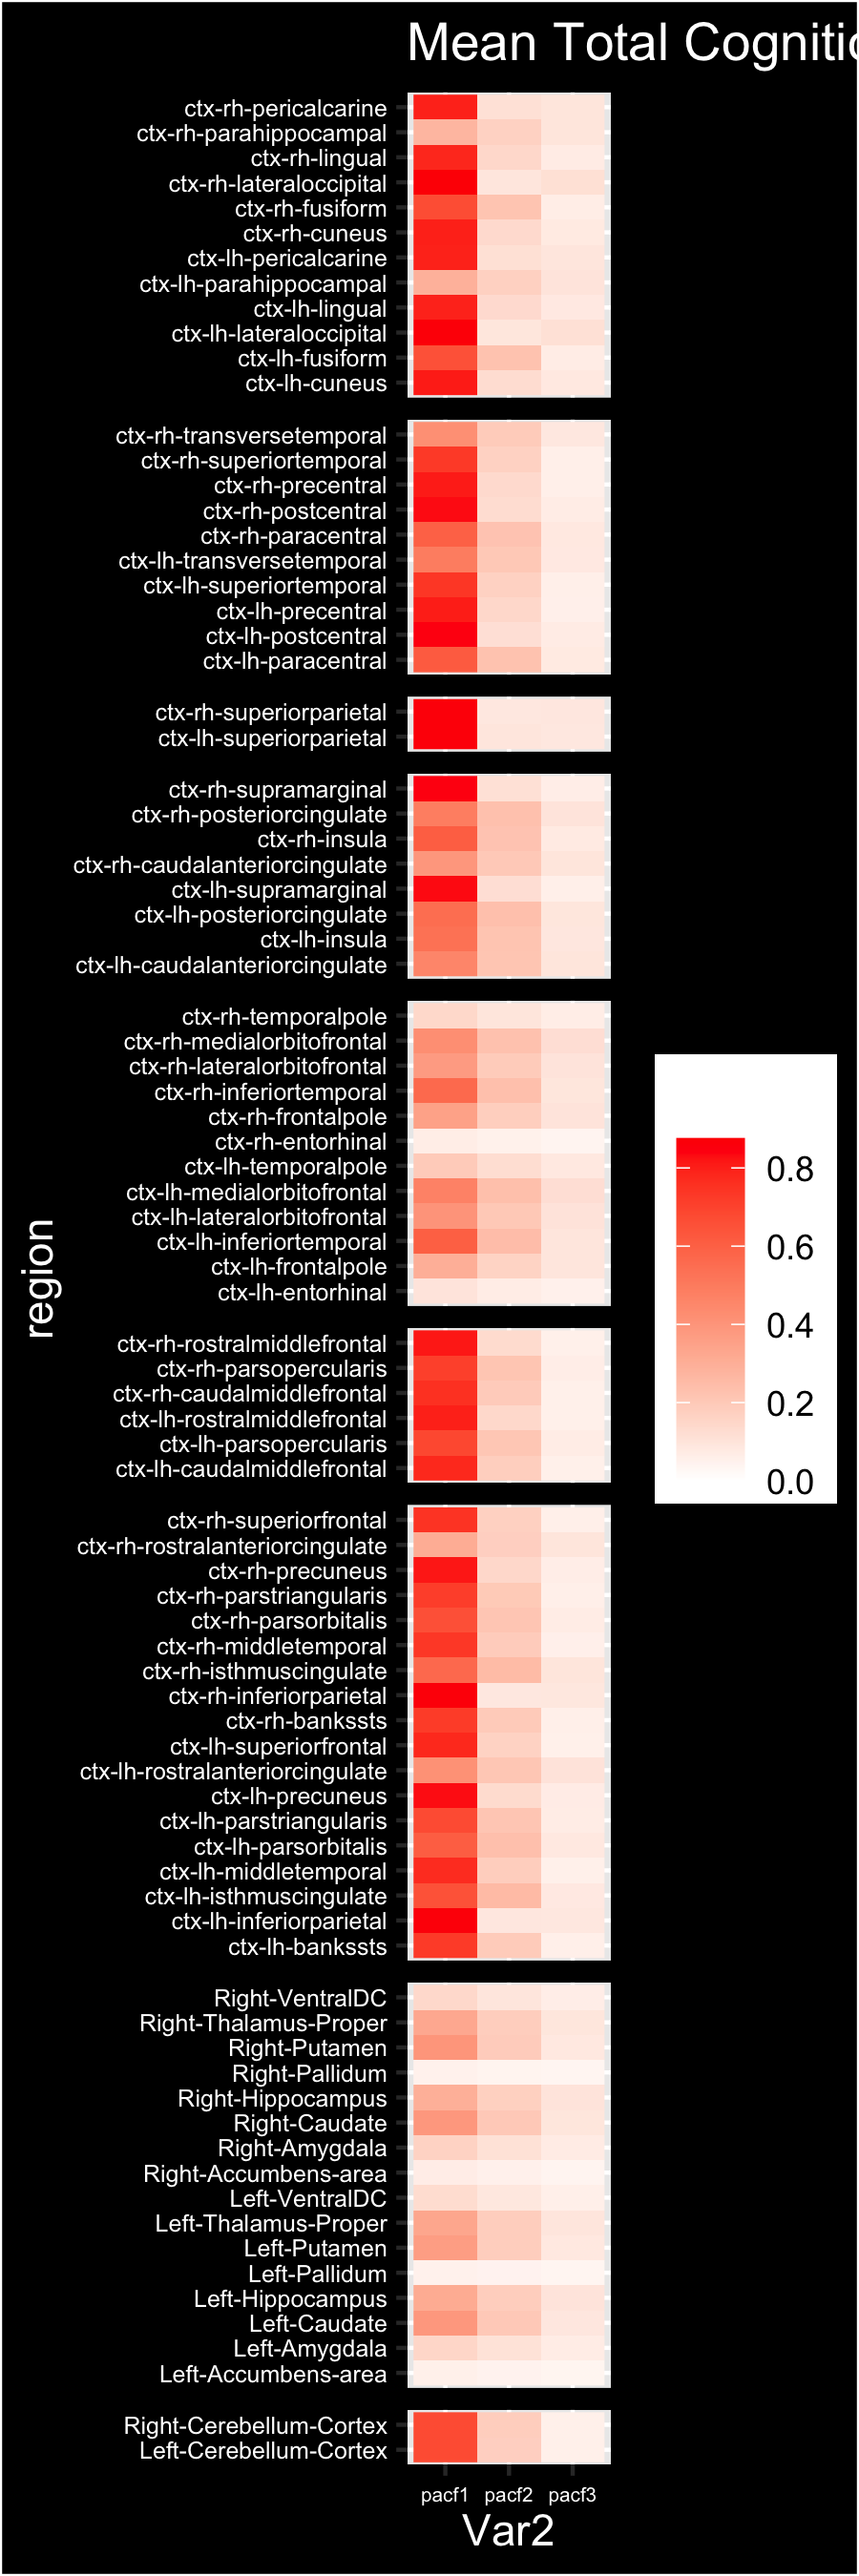 Mean Total Cognitio
ctx-rh-pericalcarine
ctx-rh-parahippocampal
ctx-rh-lingual
ctx-rh-lateraloccipital
ctx-rh-fusiform
ctx-rh-cuneus
ctx-lh-pericalcarine
ctx-lh-parahippocampal
ctx-lh-lingual
ctx-lh-lateraloccipital
ctx-lh-fusiform
ctx-lh-cuneus
ctx-rh-transversetemporal
ctx-rh-superiortemporal
ctx-rh-precentral
ctx-rh-postcentral
ctx-rh-paracentral
ctx-lh-transversetemporal
ctx-lh-superiortemporal
ctx-lh-precentral
ctx-lh-postcentral
ctx-lh-paracentral
ctx-rh-superiorparietal
ctx-lh-superiorparietal
ctx-rh-supramarginal
ctx-rh-posteriorcingulate
ctx-rh-insula
ctx-rh-caudalanteriorcingulate
ctx-lh-supramarginal
ctx-lh-posteriorcingulate
ctx-lh-insula
ctx-lh-caudalanteriorcingulate
ctx-rh-temporalpole
ctx-rh-medialorbitofrontal
ctx-rh-lateralorbitofrontal
ctx-rh-inferiortemporal
ctx-rh-frontalpole
ctx-rh-entorhinal
ctx-lh-temporalpole
ctx-lh-medialorbitofrontal
ctx-lh-lateralorbitofrontal
ctx-lh-inferiortemporal
ctx-lh-frontalpole
ctx-lh-entorhinal
ctx-rh-rostralmiddlefrontal
ctx-rh-parsopercularis
ctx-rh-caudalmiddlefrontal
ctx-lh-rostralmiddlefrontal
ctx-lh-parsopercularis
ctx-lh-caudalmiddlefrontal
ctx-rh-superiorfrontal
ctx-rh-rostralanteriorcingulate
ctx-rh-precuneus
ctx-rh-parstriangularis
ctx-rh-parsorbitalis
ctx-rh-middletemporal
ctx-rh-isthmuscingulate
ctx-rh-inferiorparietal
ctx-rh-bankssts
ctx-lh-superiorfrontal
ctx-lh-rostralanteriorcingulate
ctx-lh-precuneus
ctx-lh-parstriangularis
ctx-lh-parsorbitalis
ctx-lh-middletemporal
ctx-lh-isthmuscingulate
ctx-lh-inferiorparietal
ctx-lh-bankssts
Right-VentralDC
Right-Thalamus-Proper
Right-Putamen
Right-Pallidum
Right-Hippocampus
Right-Caudate
Right-Amygdala
Right-Accumbens-area
Left-VentralDC
Left-Thalamus-Proper
Left-Putamen
Left-Pallidum
Left-Hippocampus
Left-Caudate
Left-Amygdala
Left-Accumbens-area
Right-Cerebellum-Cortex
Left-Cerebellum-Cortex
region
pacf1 pacf2 pacf3
Var2
0.8
0.6
0.4
0.2
0.0